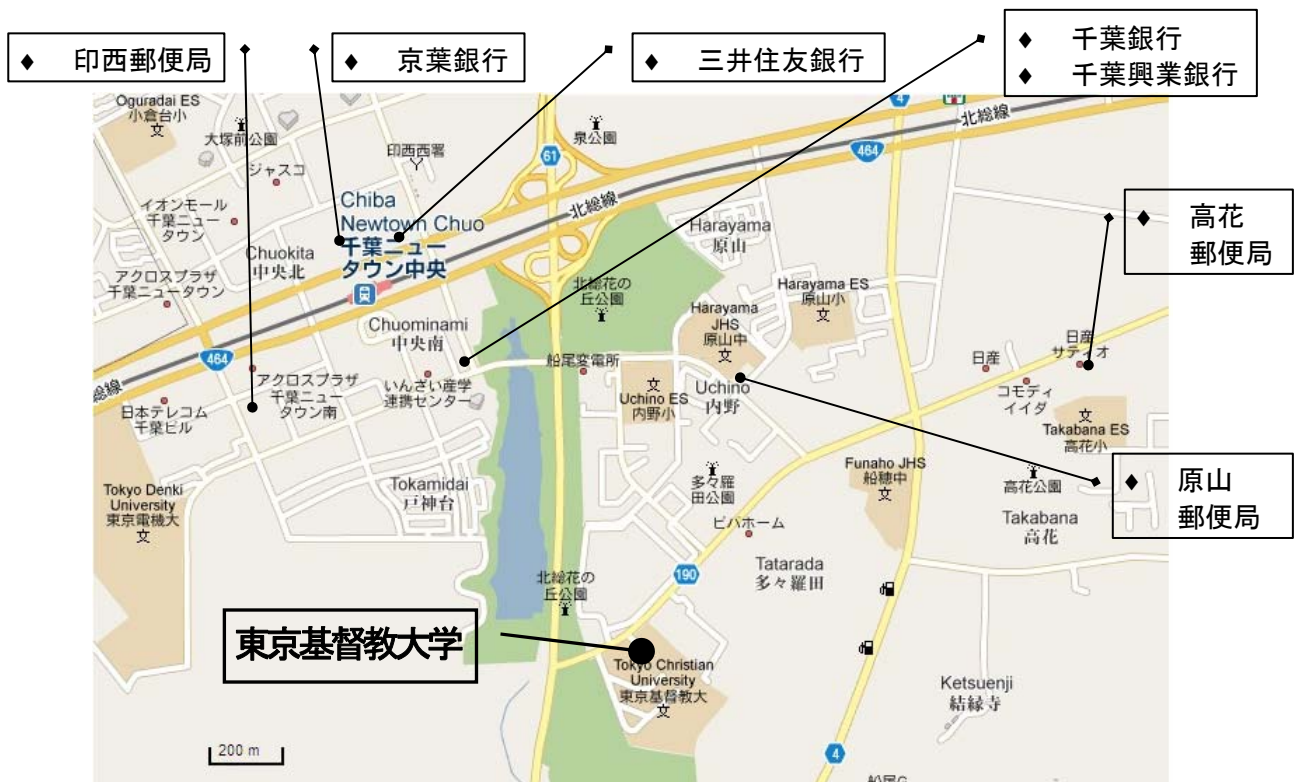 ♦ 印西郵便局
♦ 京葉銀行
♦ 三井住友銀行
♦ 千葉銀行
♦ 千葉興業銀行
Oguradai ES
小倉台小
大塚前公園
ジャスコ
印西西署
泉公園
61
4
北総線
464
イオンモール
千葉ニュー
タウン
Chiba
Newtown Chuo
千葉ニュー
タウン中央
北総線
Harayama
原山
♦ 高花
郵便局
Chuokita
中央北
アクロスプラザ
千葉ニュータウン
北総花の
丘公園
Harayama ES
原山小
Harayama
JHS
原山中
Chuominami
中央南
464
船尾変電所
日産
日産
サティオ
総線
アクロスプラザ
千葉ニュー
タウン南
いんざい産学
連携センター
Uchino ES
内野小
Uchino
内野
コモディ
イイダ
日本テレコム
千葉ビル
Takabana ES
高花小
Tokyo Denki
University
東京電機大
Tokamidai
戸神台
多々羅
田公園
Funaho JHS
船穂中
高花公園
♦ 原山
郵便局
Takabana
高花
ビバホーム
Tatarada
多々羅田
190
北総花の
丘公園
東京基督教大学
Tokyo Christian
University
東京基督教大
Ketsuenji
結縁寺
200 m
4